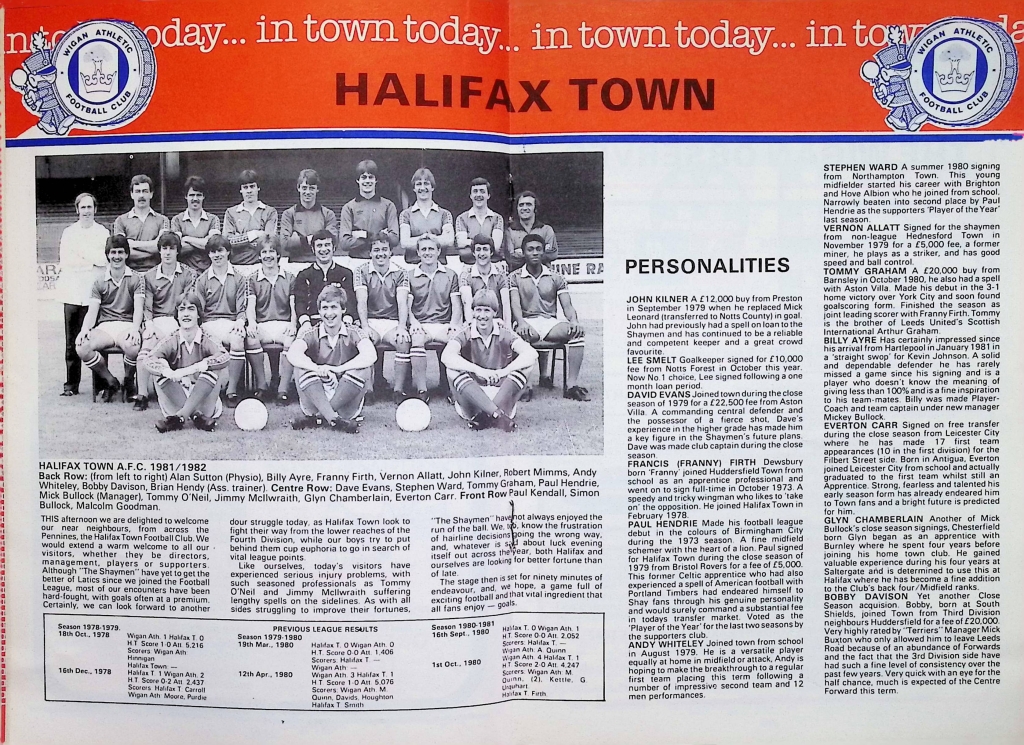 in to oday... in town today... in town today... in tow da
WIGAN ATHLETIC
FOOTBALL CLUB
HALIFAX TOWN
WIGAN ATHLETIC
FOOTBALL CLUB
INE RA
HALIFAX TOWN A.F.C. 1981/1982
Back Row: (from left to right) Alan Sutton (Physio), Billy Ayre, Franny Firth, Vernon Allatt, John Kilner, Robert Mimms, Andy
Whiteley, Bobby Davison, Brian Hendy (Ass. trainer). Centre Row: Dave Evans, Stephen Ward, Tommy Graham, Paul Hendrie,
Mick Bullock (Manager), Tommy O'Neil, Jimmy McIlwraith, Glyn Chamberlain, Everton Carr. Front Row Paul Kendall, Simon
Bullock, Malcolm Goodman.
THIS afternoon we are delighted to welcome
our near neighbours, from across the
Pennines, the Halifax Town Football Club. We
would extend a warm welcome to all our
visitors, whether they be directors,
management, players or supporters.
Although "The Shaymen" have yet to get the
better of Latics since we joined the Football
League, most of our encounters have been
hard-fought, with goals often at a premium.
Certainly, we can look forward to another
dour struggle today, as Halifax Town look to
fight their way from the lower reaches of the
Fourth Division, while our boys try to put
behind them cup euphoria to go in search of
vital league points.
Like ourselves, today's visitors have
experienced serious injury problems, with
such seasoned professionals as Tommy
O'Neil and Jimmy McIlwraith suffering
lengthy spells on the sidelines. As with all
sides struggling to improve their fortunes,
"The Shaymen" have not always enjoyed the
run of the ball. We, to, know the frustration
of hairline decisions going the wrong way,
and, whatever is said about luck evening
itself out across the year, both Halifax and
ourselves are looking for better fortune than
of late.
The stage then is set for ninety minutes of
endeavour, and, we hope, a game full of
exciting football and that vital ingredient that
all fans enjoy — goals.
PREVIOUS LEAGUE RESULTS
Season 1978-1979.
18th Oct., 1978
Wigan Ath. 1 Halifax T. 0
H.T. Score 1-0 Att. 5.216
Scorers: Wigan Ath.
Hinnigan
Halifax Town: —
16th Dec., 1978
Halifax T. 1 Wigan Ath. 2
H.T. Score 0-2 Att. 2.437
Scorers: Halifax T. Carroll
Wigan Ath. Moore, Purdie
Season 1979-1980
19th Mar., 1980
Halifax T. 0 Wigan Ath. 0
H.T. Score 0-0 Att. 1.406
Scorers: Halifax T. —
Wigan Ath. —
12th Apr., 1980
Wigan Ath. 3 Halifax T. 1
H.T. Score 1-0 Att. 5.076
Scorers: Wigan Ath. M.
Quinn, Davids, Houghton
Halifax T. Smith
Season 1980-1981
16th Sept., 1980
Halifax T. 0 Wigan Ath. 1
H.T. Score 0-0 Att. 2.052
Scorers: Halifax T. —
Wigan Ath. A. Quinn
1st Oct., 1980
Wigan Ath. 4 Halifax T. 1
H.T. Score 2-0 Att. 4.247
Scorers: Wigan Ath. M.
Quinn, (2), Kettle, G.
Urquhart
Halifax T. Firth
PERSONALITIES
JOHN KILNER A £12,000 buy from Preston
in September 1979 when he replaced Mick
Leonard (transferred to Notts County) in goal.
John had previously had a spell on loan to the
Shaymen and has continued to be a reliable
and competent keeper and a great crowd
favourite.
LEE SMELT Goalkeeper signed for £10,000
fee from Notts Forest in October this year.
Now No 1 choice, Lee signed following a one
month loan period.
DAVID EVANS Joined town during the close
season of 1979 for a £22,500 fee from Aston
Villa. A commanding central defender and
the possessor of a fierce shot, Dave's
experience in the higher grade has made him
a key figure in the Shaymen's future plans.
Dave was made club captain during the close
season.
FRANCIS (FRANNY) FIRTH Dewsbury
born 'Franny' joined Huddersfield Town from
school as an apprentice professional and
went on to sign full-time in October 1973. A
speedy and tricky wingman who likes to 'take
on' the opposition. He joined Halifax Town in
February 1978.
PAUL HENDRIE Made his football league
debut in the colours of Birmingham City
during the 1973 season. A fine midfield
schemer with the heart of a lion. Paul signed
for Halifax Town during the close season of
1979 from Bristol Rovers for a fee of £5,000.
This former Celtic apprentice who had also
experienced a spell of American football with
Portland Timbers had endeared himself to
Shay fans through his genuine personality
and would surely command a substantial fee
in todays transfer market. Voted as the
'Player of the Year' for the last two seasons by
the supporters club.
ANDY WHITELEY Joined town from school
in August 1979. He is a versatile player
equally at home in midfield or attack, Andy is
hoping to make the breakthrough to a regular
first team placing this term following a
number of impressive second team and 12
men performances.
STEPHEN WARD A summer 1980 signing
from Northampton Town. This young
midfielder started his career with Brighton
and Hove Albion who he joined from school.
Narrowly beaten into second place by Paul
Hendrie as the supporters 'Player of the Year'
last season.
VERNON ALLATT Signed for the shaymen
from non-league Hednesford Town in
November 1979 for a £5,000 fee, a former
miner, he plays as a striker, and has good
speed and ball control.
TOMMY GRAHAM A £20,000 buy from
Barnsley in October 1980, he also had a spell
with Aston Villa. Made his debut in the 3-1
home victory over York City and soon found
goalscoring form. Finished the season as
joint leading scorer with Franny Firth. Tommy
is the brother of Leeds United's Scottish
International Arthur Graham.
BILLY AYRE Has certainly impressed since
his arrival from Hartlepool in January 1981 in
a 'straight swop' for Kevin Johnson. A solid
and dependable defender he has rarely
missed a game since his signing and is a
player who doesn't know the meaning of
giving less than 100% and is a fine inspiration
to his team-mates. Billy was made Player-
Coach and team captain under new manager
Mickey Bullock.
EVERTON CARR Signed on free transfer
during the close season from Leicester City
where he has made 17 first team
appearances (10 in the first division) for the
Filbert Street side. Born in Antigua, Everton
joined Leicester City from school and actually
graduated to the first team whilst still an
Apprentice. Strong, fearless and talented his
early season form has already endeared him
to Town fans and a bright future is predicted
for him.
GLYN CHAMBERLAIN Another of Mick
Bullock's close season signings, Chesterfield
born Glyn began as an apprentice with
Burnley where he spent four years before
joining his home town club. He gained
valuable experience during his four years at
Saltergate and is determined to use this at
Halifax where he has become a fine addition
to the Club's back four/Midfield ranks.
BOBBY DAVISON Yet another Close
Season acquisition. Bobby, born at South
Shields, joined Town from Third Division
neighbours Huddersfield for a fee of £20,000.
Very highly rated by "Terriers" Manager Mick
Buxton who only allowed him to leave Leeds
Road because of an abundance of Forwards
and the fact that the 3rd Division side have
had such a fine level of consistency over the
past few years. Very quick with an eye for the
half chance, much is expected of the Centre
Forward this term.